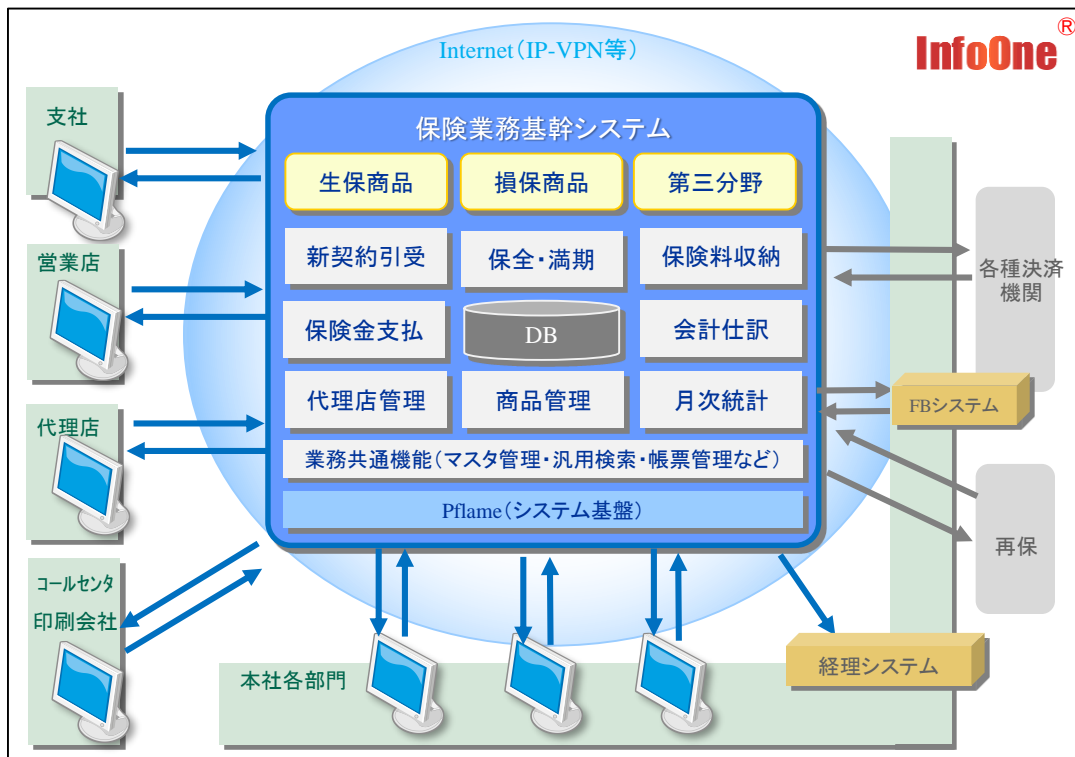 Internet（IP-VPN等）
InfoOne®
支社
営業店
代理店
コールセンタ
印刷会社
保険業務基幹システム
生保商品
損保商品
第三分野
新契約引受
保全・満期
保険料収納
保険金支払
DB
会計仕訳
代理店管理
商品管理
月次統計
業務共通機能（マスタ管理・汎用検索・帳票管理など）
Pflame（システム基盤）
各種決済
機関
FBシステム
再保
経理システム
本社各部門